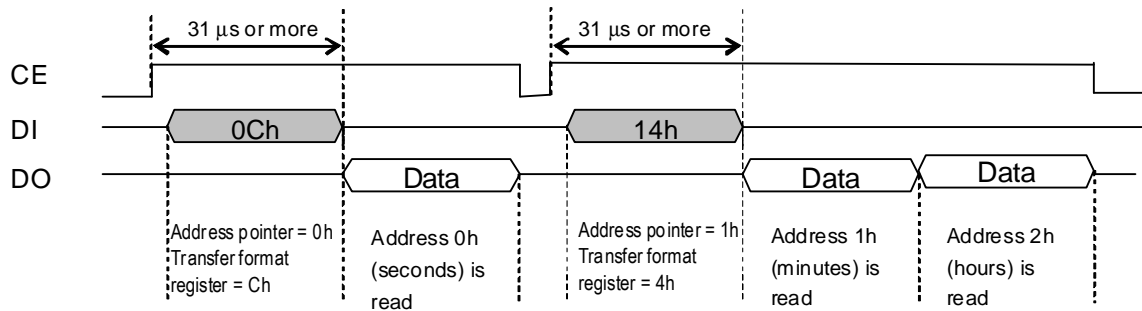 31 μs or more
31 μs or more
CE
DI
0Ch
14h
DO
Data
Data
Data
Address pointer = 0h
Transfer format
register = Ch
Address 0h
(seconds) is
read
Address pointer = 1h
Transfer format
register = 4h
Address 1h
(minutes) is
read
Address 2h
(hours) is
read